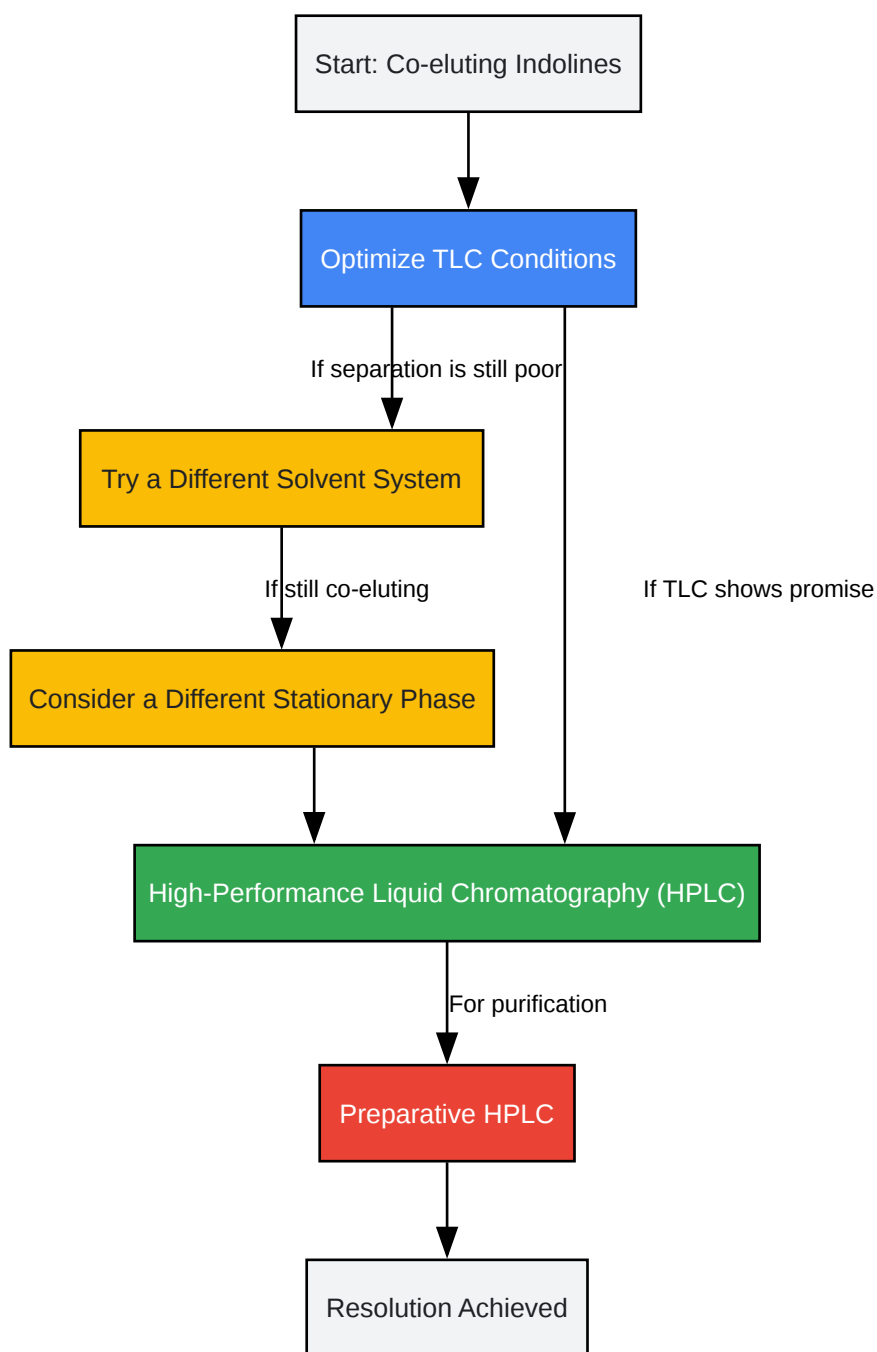 Start: Co-eluting Indolines
Optimize TLC Conditions
If separation is still poor
Try a Different Solvent System
If still co-eluting
If TLC shows promise
Consider a Different Stationary Phase
High-Performance Liquid Chromatography (HPLC)
For purification
Preparative HPLC
Resolution Achieved